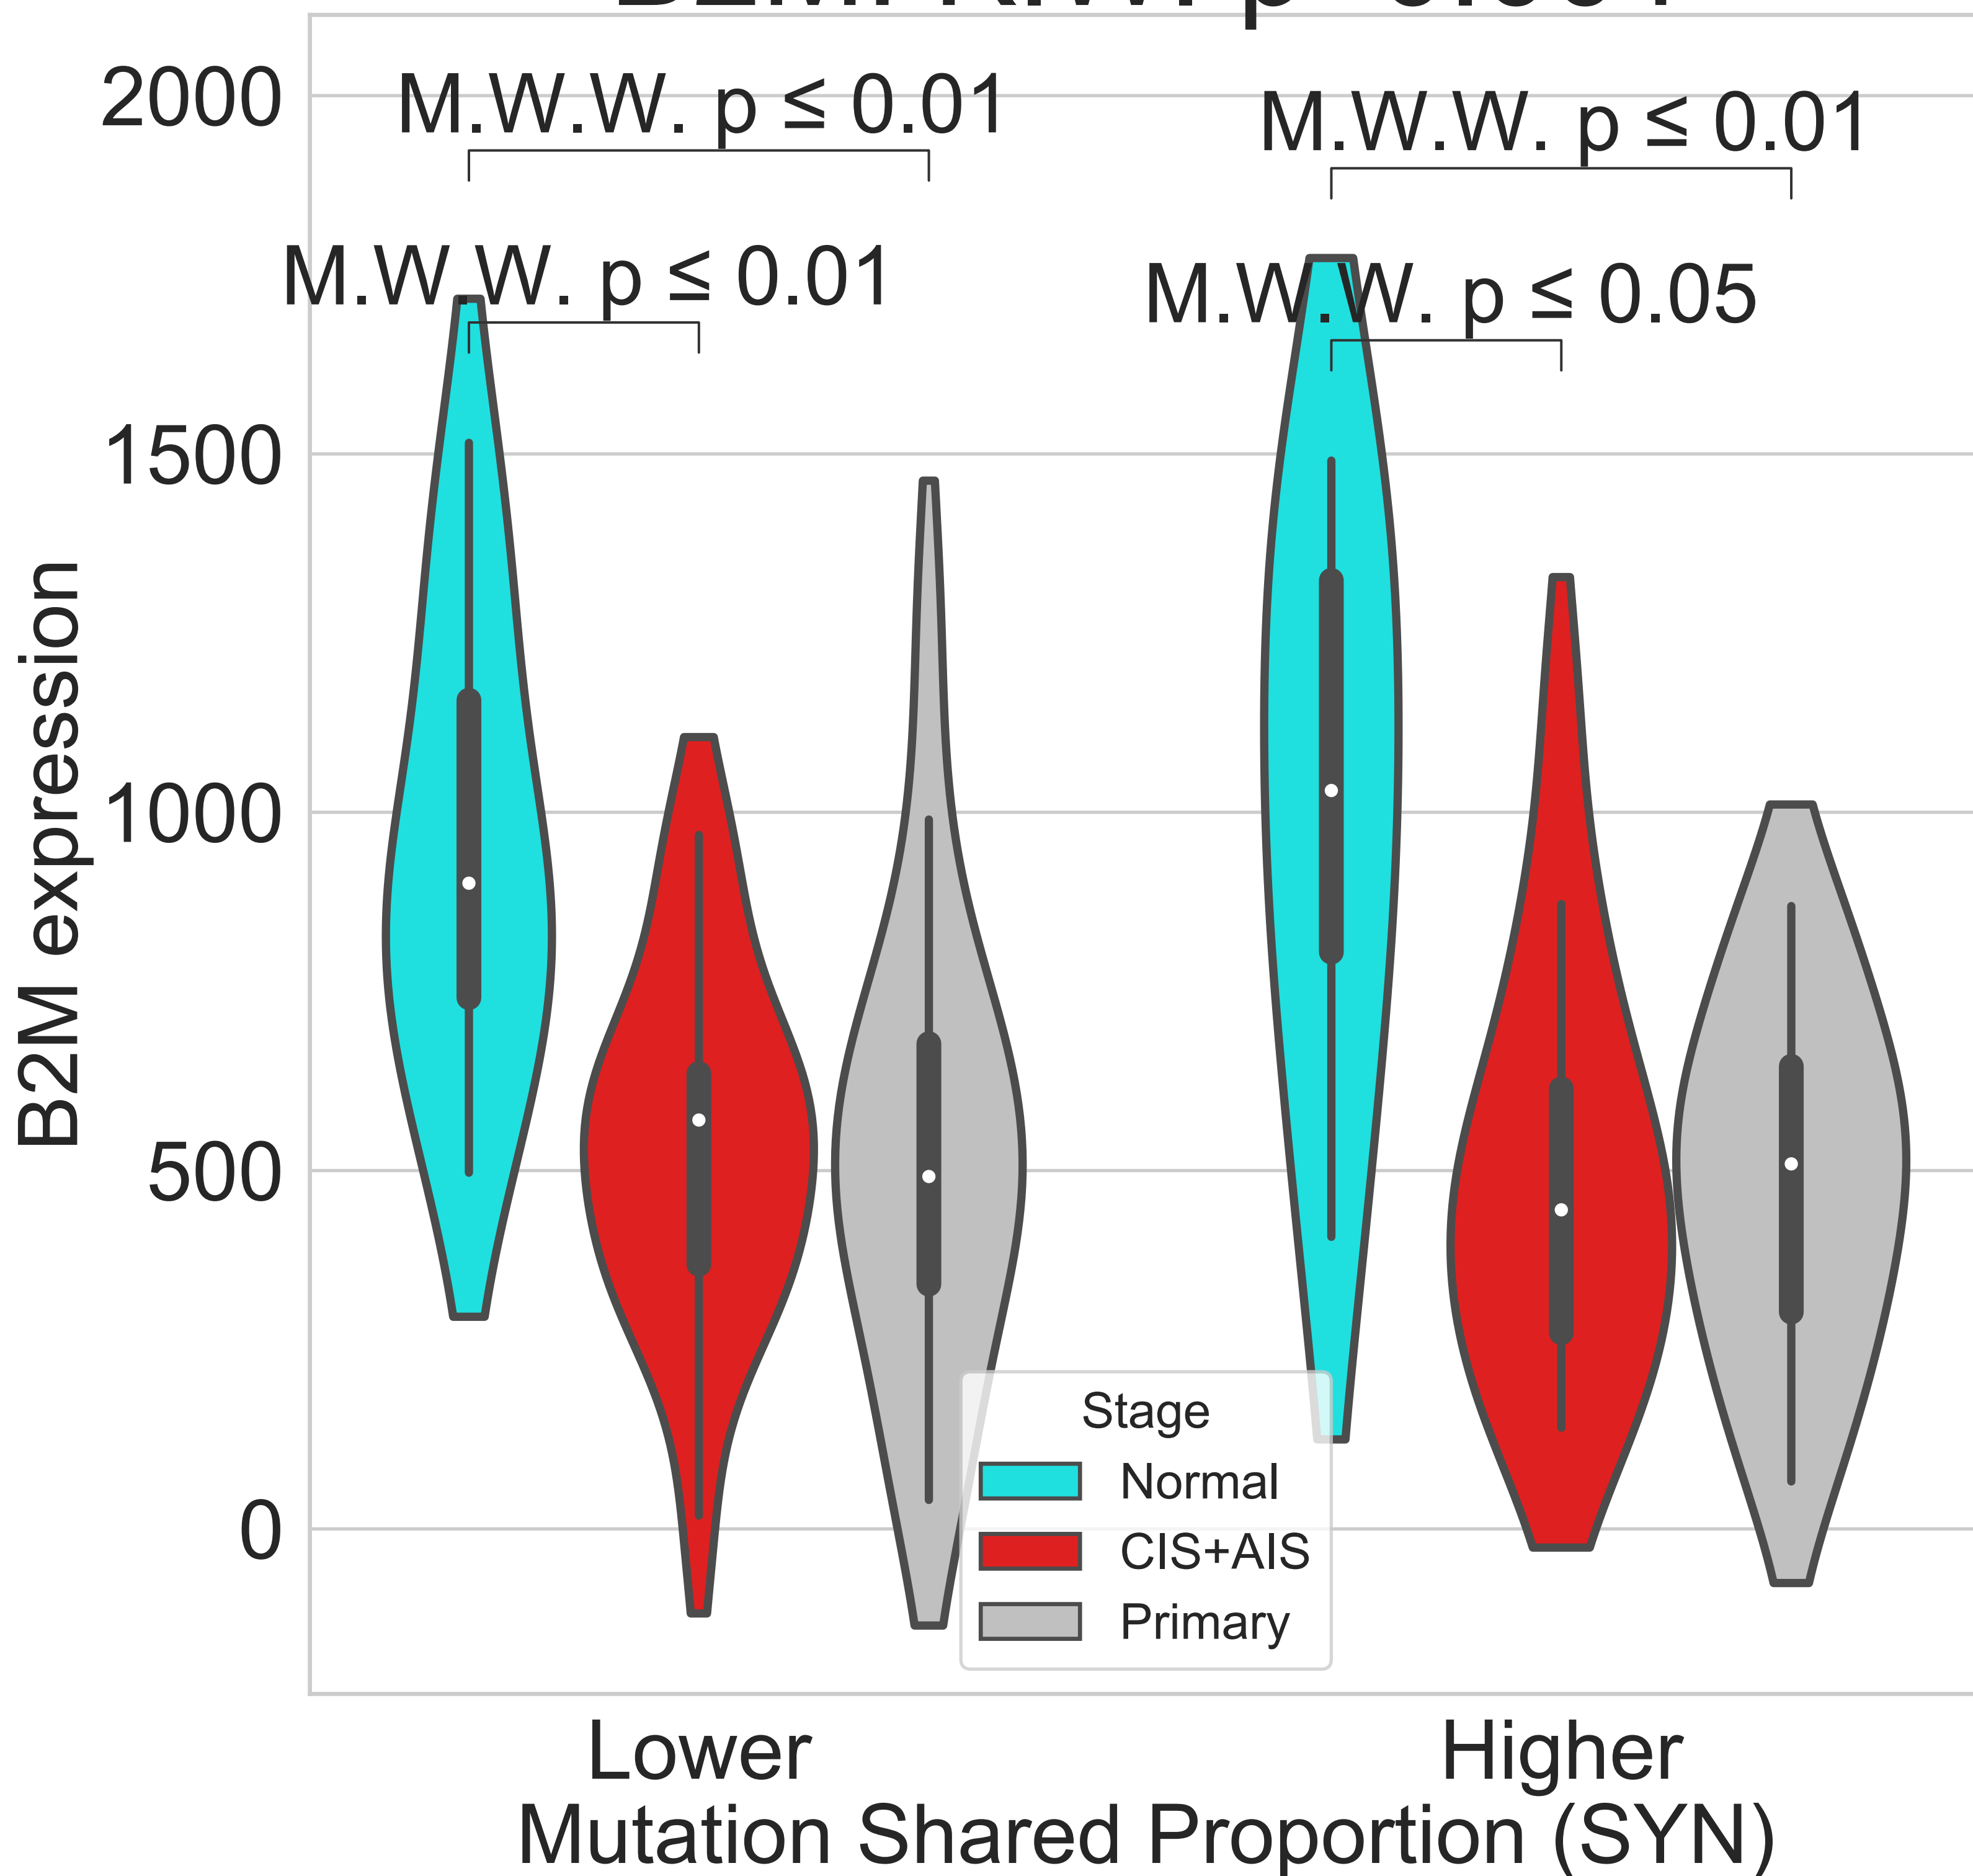 M.W.W. p ≤ 0.01
M.W.W. p ≤ 0.01
M.W.W. p ≤ 0.01
M.W.W. p ≤ 0.05
2000
1500
1000
500
0
B2M expression
Stage
Normal
CIS+AIS
Primary
Lower
Higher
Mutation Shared Proportion (SYN)